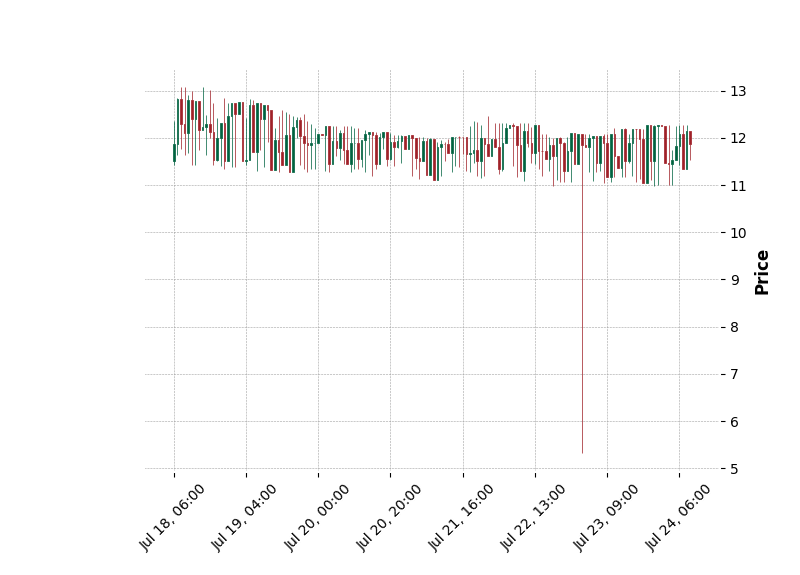 13
12
11
10
9
8
7
6
5
Price
Jul 18, 06:00
Jul 19, 04:00
Jul 20, 00:00
Jul 20, 20:00
Jul 21, 16:00
Jul 22, 13:00
Jul 23, 09:00
Jul 24, 06:00